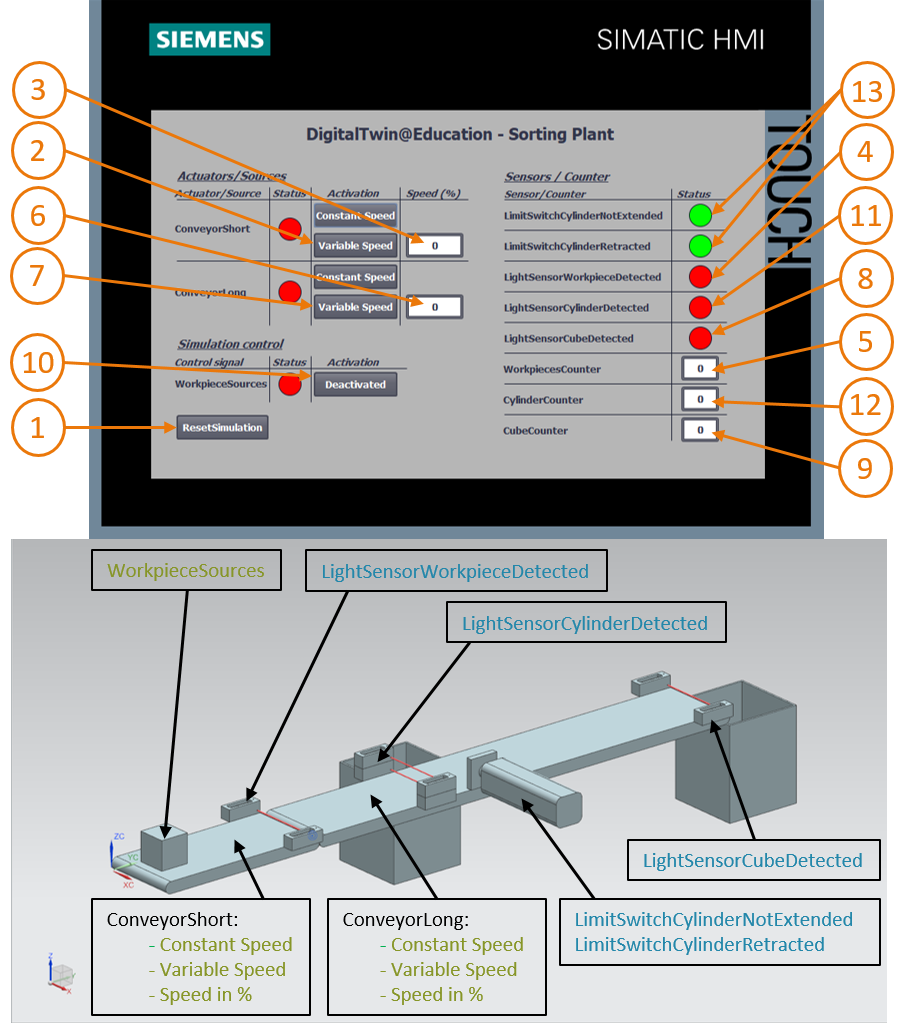 SIEMENS
SIMATIC HMI
TOUCH
DigitalTwin@Education - Sorting Plant
Actuators/Sources
Actuator/Source Status Activation Speed (%)
ConveyorShort
Constant Speed
Variable Speed
0
ConveyorLong
Constant Speed
Variable Speed
0
Simulation control
Control signal Status Activation
WorkpieceSources
Deactivated
ResetSimulation
Sensors / Counter
Sensor/Counter Status
LimitSwitchCylinderNotExtended
LimitSwitchCylinderRetracted
LightSensorWorkpieceDetected
LightSensorCylinderDetected
LightSensorCubeDetected
WorkpiecesCounter 0
CylinderCounter 0
CubeCounter 0
3
2
6
7
10
1
13
4
11
8
5
12
9
WorkpieceSources
LightSensorWorkpieceDetected
LightSensorCylinderDetected
ZC
YC
XC
LightSensorCubeDetected
ConveyorShort:
- Constant Speed
- Variable Speed
- Speed in %
ConveyorLong:
- Constant Speed
- Variable Speed
- Speed in %
LimitSwitchCylinderNotExtended
LimitSwitchCylinderRetracted
Z
Y
X